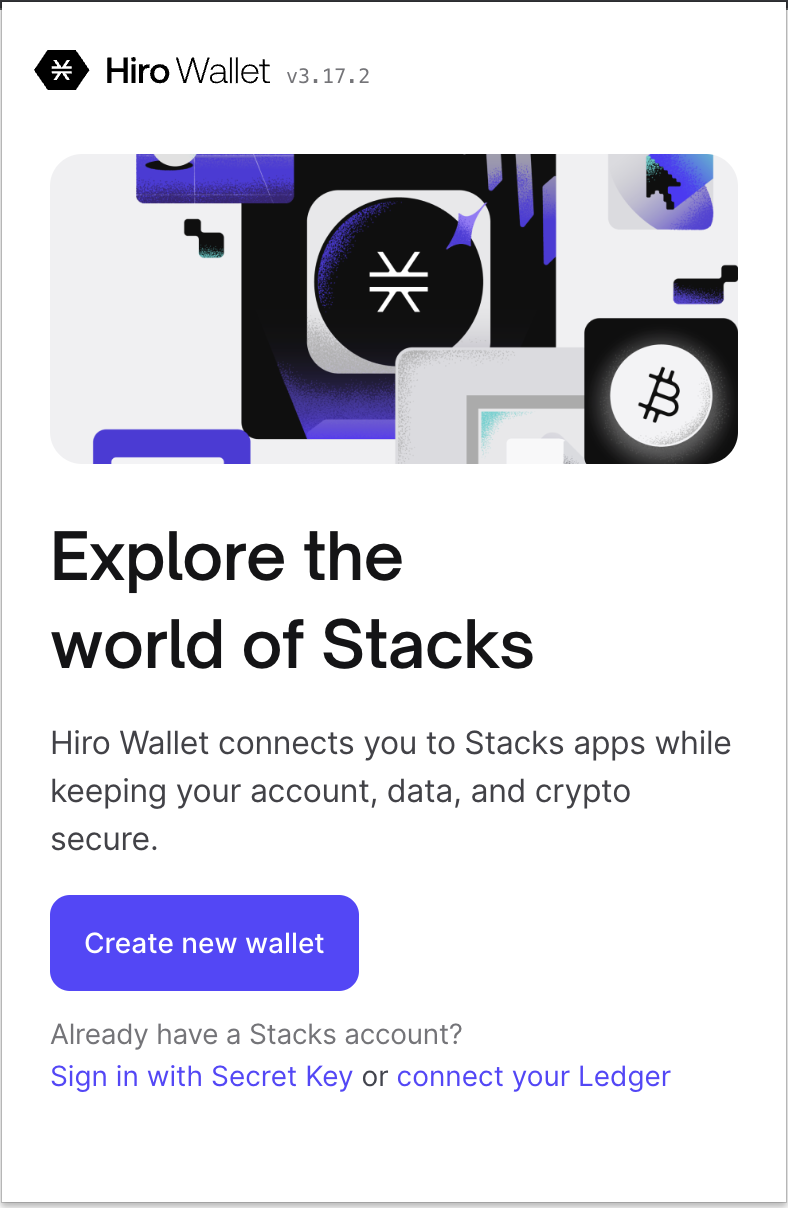 Hiro Wallet v3.17.2
Explore the
world of Stacks
Hiro Wallet connects you to Stacks apps while
keeping your account, data, and crypto
secure.
Create new wallet
Already have a Stacks account?
Sign in with Secret Key or connect your Ledger